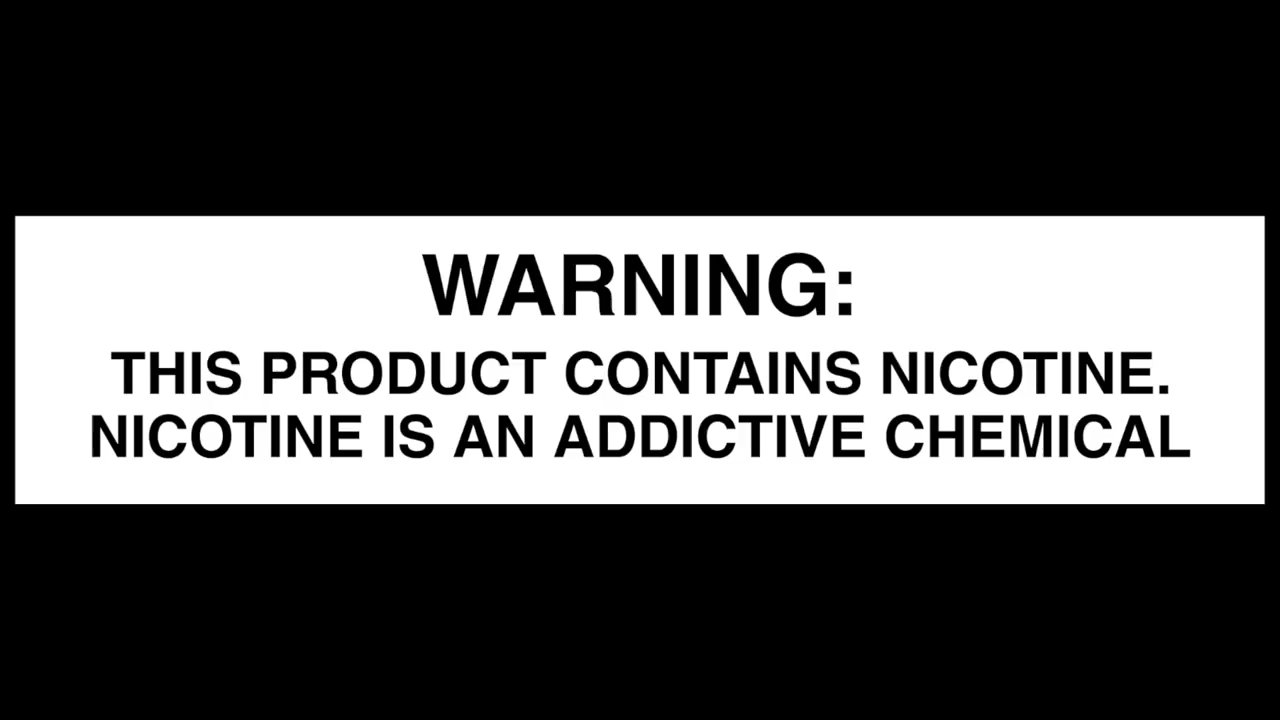 WARNING:
THIS PRODUCT CONTAINS NICOTINE.
NICOTINE IS AN ADDICTIVE CHEMICAL